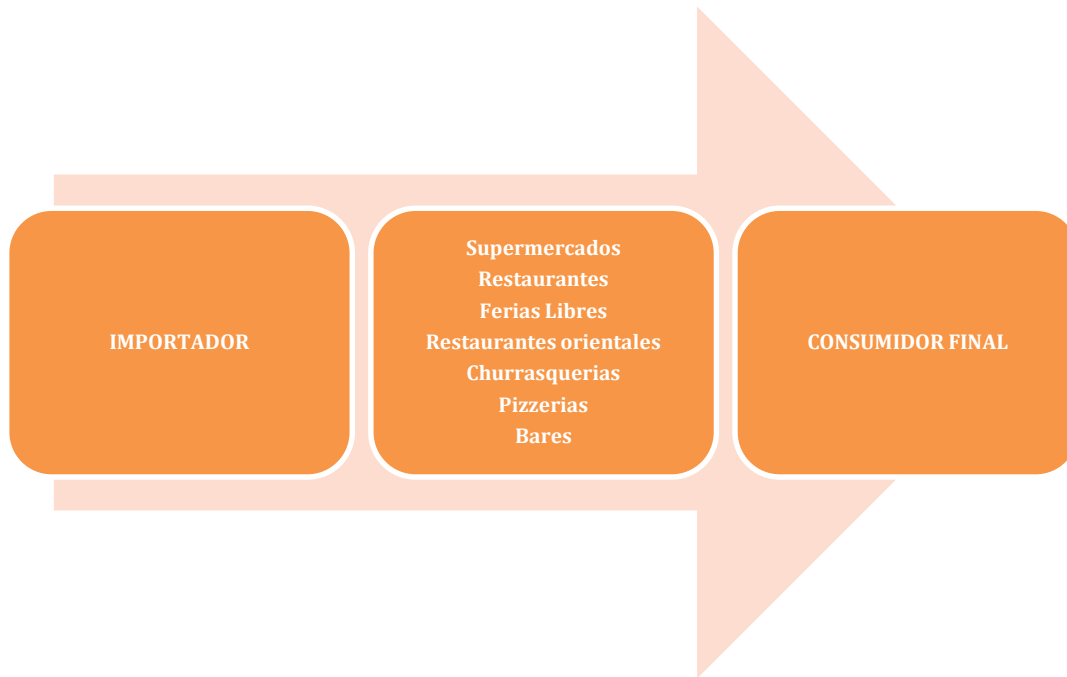 IMPORTADOR
Supermercados
Restaurantes
Ferias Libres
Restaurantes orientales
Churrasquerias
Pizzerias
Bares
CONSUMIDOR FINAL